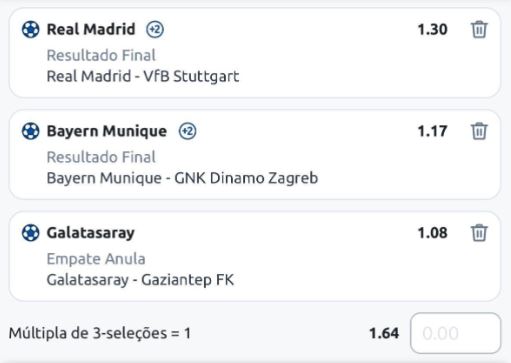 Real Madrid +2 1.30
Resultado Final
Real Madrid - VfB Stuttgart
Bayern Munique +2 1.17
Resultado Final
Bayern Munique - GNK Dinamo Zagreb
Galatasaray 1.08
Empate Anula
Galatasaray - Gaziantep FK
Múltipla de 3-seleções = 1 1.64 0.00